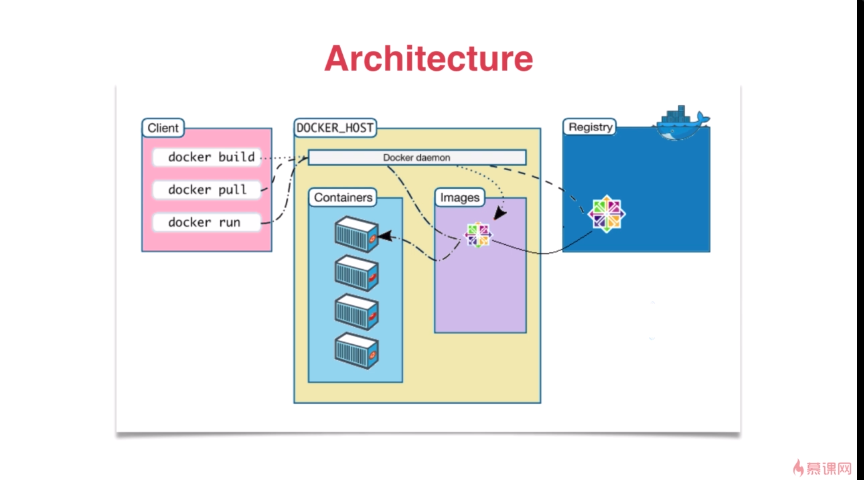 Architecture
Client
DOCKER_HOST
Registry
docker build
Docker daemon
docker pull
Containers
Images
docker run
慕课网